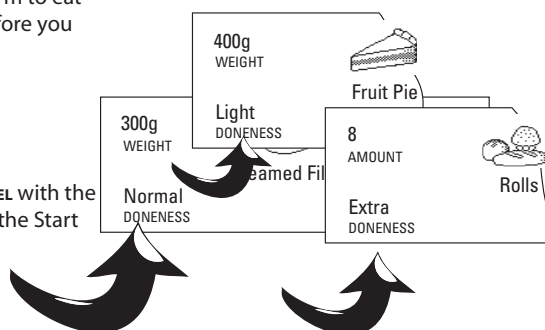 m to eat
fore you
400g
WEIGHT
Fruit Pie
Light
DONENESS
300g
WEIGHT
8
AMOUNT
eamed Fil
Rolls
EL with the
the Start
Normal
DONENESS
Extra
DONENESS